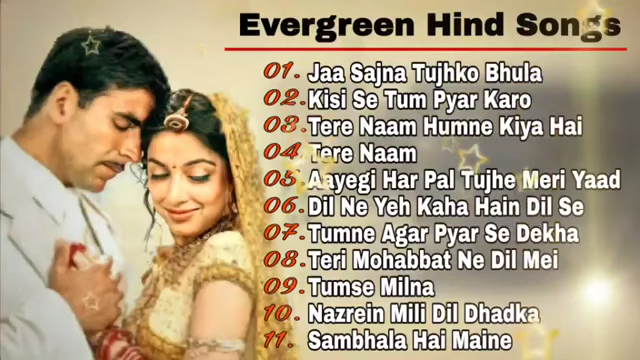 Evergreen Hind Songs
01. Jaa Sajna Tujhko Bhula
02. Kisi Se Tum Pyar Karo
03. Tere Naam Humne Kiya Hai
04. Tere Naam
05. Aayegi Har Pal Tujhe Meri Yaad
06. Dil Ne Yeh Kaha Hain Dil Se
07. Tumne Agar Pyar Se Dekha
08. Teri Mohabbat Ne Dil Mei
09. Tumse Milna
10. Nazrein Mili Dil Dhadka
11. Sambhala Hai Maine